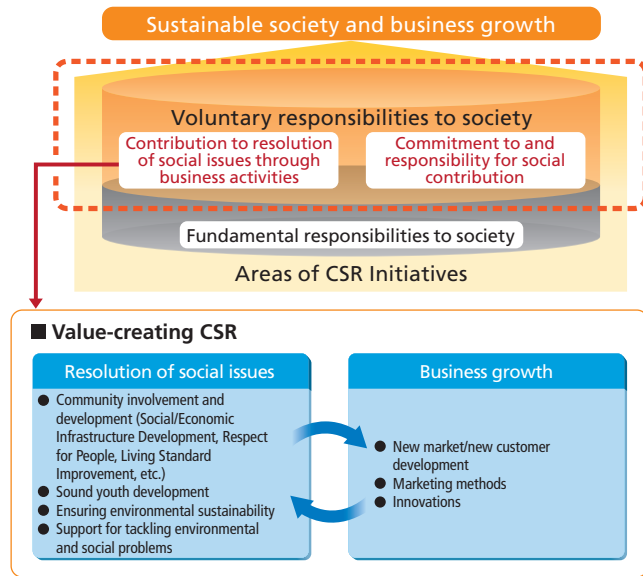 Sustainable society and business growth
Voluntary responsibilities to society
Contribution to resolution
of social issues through
business activities
Commitment to and
responsibility for social
contribution
Fundamental responsibilities to society
Areas of CSR Initiatives
■ Value-creating CSR
Resolution of social issues
● Community involvement and
development (Social/Economic
Infrastructure Development, Respect
for People, Living Standard
Improvement, etc.)
● Sound youth development
● Ensuring environmental sustainability
● Support for tackling environmental
and social problems
Business growth
● New market/new customer
development
● Marketing methods
● Innovations